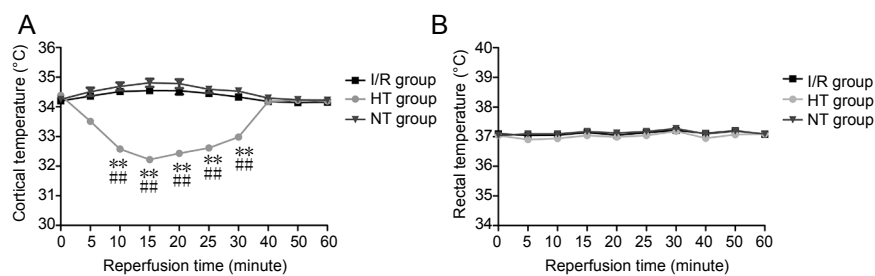 A
Cortical temperature (°C)
36
35
34
33
32
31
30
0 5 10 15 20 25 30 40 50 60
Reperfusion time (minute)
I/R group
HT group
NT group
** ** ** ** **
## ## ## ## ##
B
Rectal temperature (°C)
40
39
38
37
36
35
34
0 5 10 15 20 25 30 40 50 60
Reperfusion time (minute)
I/R group
HT group
NT group